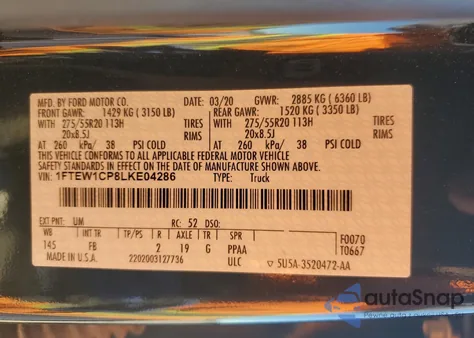 MFD. BY FORD MOTOR CO. DATE: 03/20 GVWR: 2885 KG ( 6360 LB)
FRONT GAWR: 1429 KG ( 3150 LB) REAR GAWR: 1520 KG ( 3350 LB)
WITH 275/55R20 113H TIRES WITH 275/55R20 113H TIRES
20x8.5J RIMS 20x8.5J
AT 260 kPa/ 38 PSI COLD AT 260 kPa/ 38 PSI COLD
THIS VEHICLE CONFORMS TO ALL APPLICABLE FEDERAL MOTOR VEHICLE
SAFETY STANDARDS IN EFFECT ON THE DATE OF MANUFACTURE SHOWN ABOVE.
VIN: 1FTEW1CP8LKE04286 TYPE: Truck
EXT PNT: UM RC: 52 DSO:
WB INT TR TP/PS R AXLE TR SPR F0070
145 FB 2 19 G PPAA T0667
MADE IN U.S.A. 2202003127736 ULC ▽ SU5A-3520472-AA
autoSnap